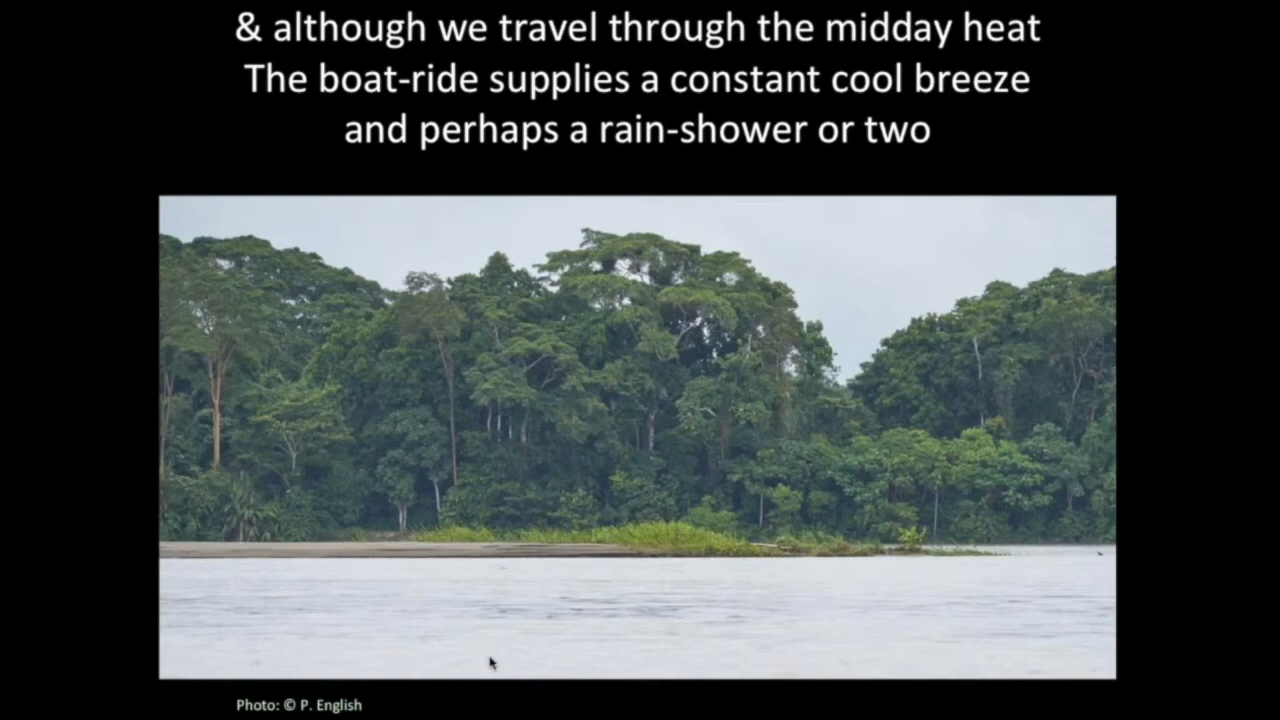 & although we travel through the midday heat
The boat-ride supplies a constant cool breeze
and perhaps a rain-shower or two
Photo: © P. English